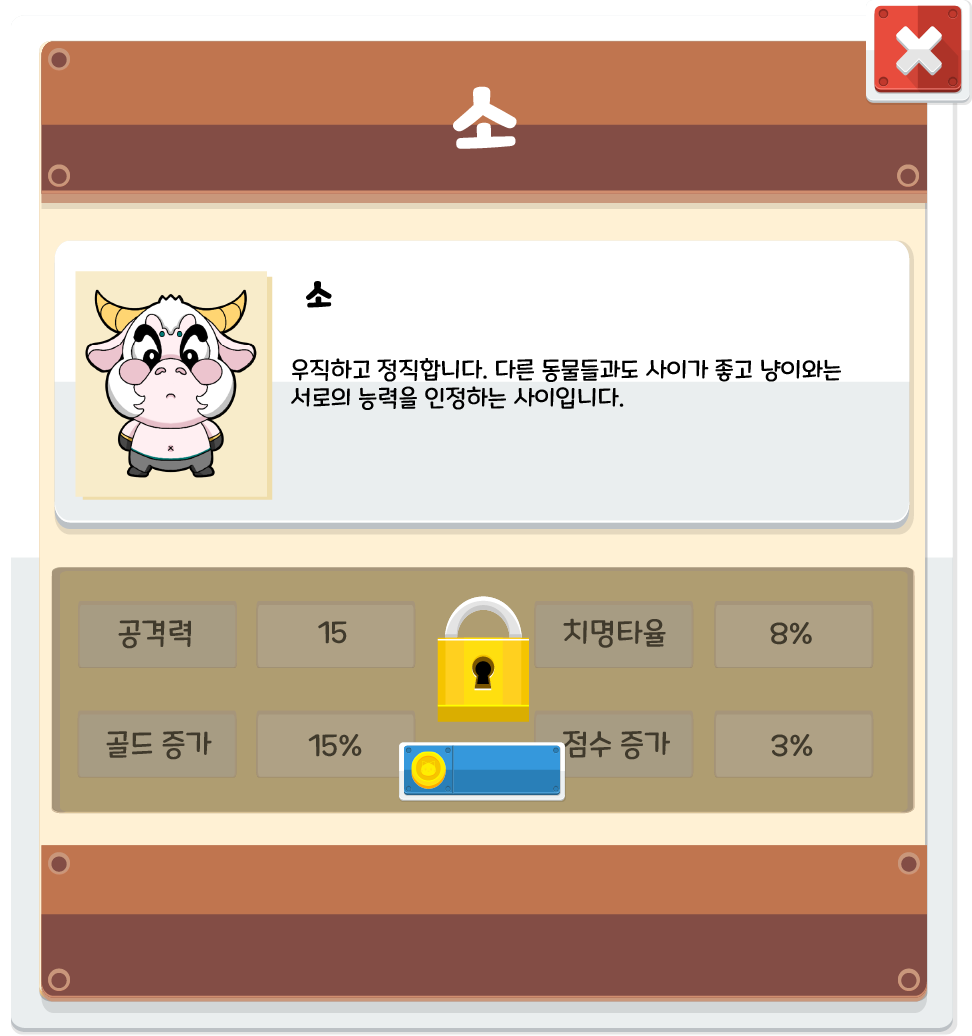 소
소
우직하고 정직합니다. 다른 동물들과도 사이가 좋고 냥이와는
서로의 능력을 인정하는 사이입니다.
공격력 15 치명타율 8%
골드 증가 15% 점수 증가 3%